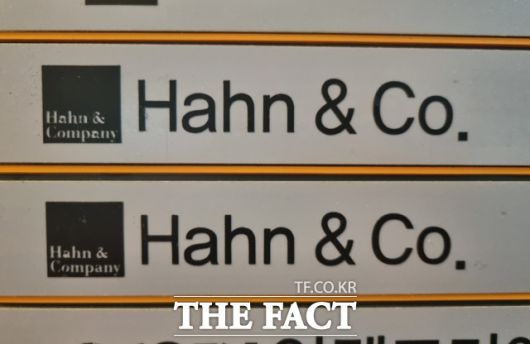 Hahn &
Company
Hahn & Co.
Hahn &
Company
Hahn & Co.
TF.CO.KR
THE FACT